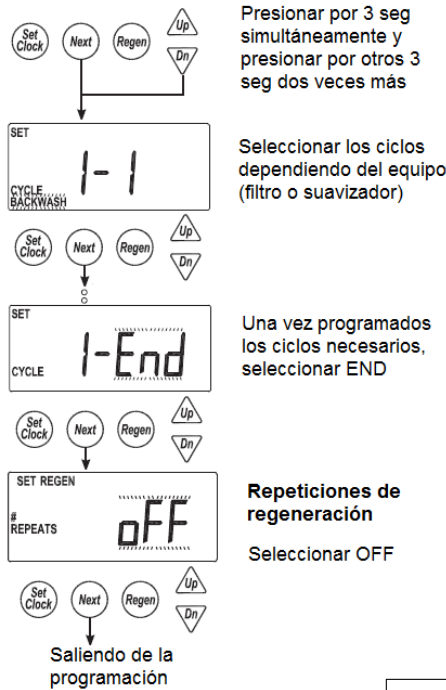 Set Clock Next Regen Up Dn
Presionar por 3 seg
simultáneamente y
presionar por otros 3
seg dos veces más
SET
1-1
CYCLE
BACKWASH
Seleccionar los ciclos
dependiendo del equipo
(filtro o suavizador)
Set Clock Next Regen Up Dn
SET
1-End
CYCLE
Una vez programados
los ciclos necesarios,
seleccionar END
Set Clock Next Regen Up Dn
SET REGEN
oFF
#
REPEATS
Repeticiones de
regeneración
Seleccionar OFF
Set Clock Next Regen Up Dn
Saliendo de la
programación